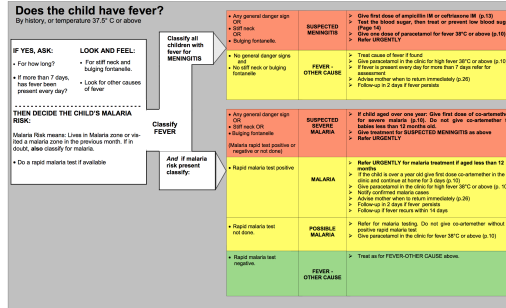 Does the child have fever?
By history, or temperature 37.5° C or above
IF YES, ASK:
• For how long?
• If more than 7 days,
has fever been
present every day?
LOOK AND FEEL:
• For stiff neck and
bulging fontanelle.
• Look for other causes
of fever
THEN DECIDE THE CHILD'S MALARIA
RISK:
Malaria Risk means: Lives in Malaria zone or vis-
ited a malaria zone in the previous month. If in
doubt, also classify for malaria.
• Do a rapid malaria test if available
Classify
FEVER
Classify all
children with
fever for
MENINGITIS
• Any general danger sign
OR
• Stiff neck
OR
• Bulging fontanelle.
SUSPECTED
MENINGITIS
➢ Give first dose of ampicillin IM or ceftriaxone IM (p.13)
➢ Test the blood sugar, then treat or prevent low blood sug
(Page 14)
➢ Give one dose of paracetamol for fever 38°C or above (p.10)
➢ Refer URGENTLY
• No general danger signs
and
• No stiff neck or bulging
fontanelle
FEVER -
OTHER CAUSE
➢ Treat cause of fever if found
➢ Give paracetamol in the clinic for high fever 38°C or above (p.10
➢ If fever is present every day for more than 7 days refer for
assessment
➢ Advise mother when to return immediately (p.26)
➢ Follow-up in 2 days if fever persists
And if malaria
risk present
classify:
• Any general danger sign
OR
• Stiff neck OR
• Bulging fontanelle
(Malaria rapid test positive or
negative or not done)
SUSPECTED
SEVERE
MALARIA
➢ If child aged over one year: Give first dose of co-artemethe
for severe malaria (p.10). Do not give co-artemether
babies less than 12 months old.
➢ Give treatment for SUSPECTED MENINGITIS as above
➢ Refer URGENTLY
• Rapid malaria test positive
MALARIA
➢ Refer URGENTLY for malaria treatment if aged less than 12
months
➢ If the child is over a year old give first dose co-artemether in the
clinic and continue at home for 3 days (p.10)
➢ Give paracetamol in the clinic for high fever 38°C or above (p. 10
➢ Notify confirmed malaria cases
➢ Advise mother when to return immediately (p.26)
➢ Follow-up in 2 days if fever persists
➢ Follow-up if fever recurs within 14 days
• Rapid malaria test
not done.
POSSIBLE
MALARIA
➢ Refer for malaria testing. Do not give co-artemether without
positive rapid malaria test
➢ Give paracetamol in the clinic for fever 38°C or above (p.10)
• Rapid malaria test
negative.
FEVER -
OTHER CAUSE
➢ Treat as for FEVER-OTHER CAUSE above.